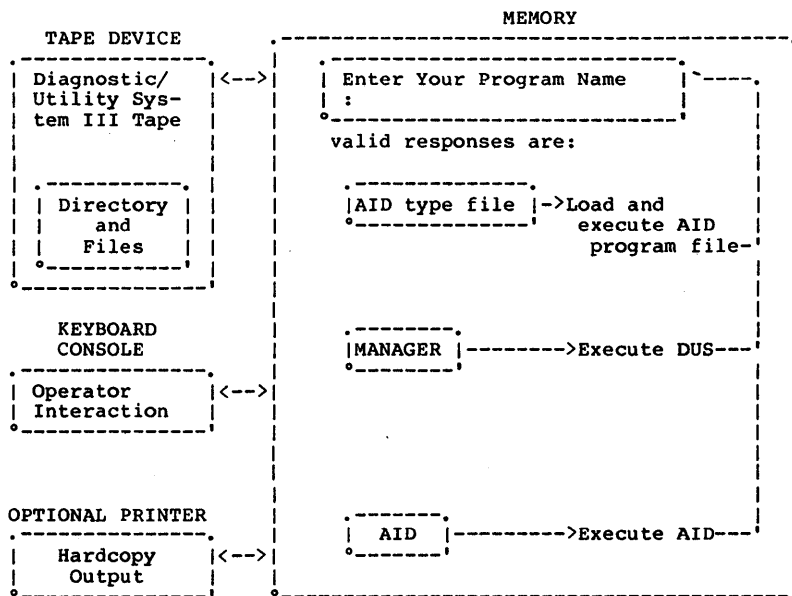 MEMORY
TAPE DEVICE
Diagnostic/
Utility Sys-
tem III Tape
Directory
and
Files
KEYBOARD
CONSOLE
Operator
Interaction
OPTIONAL PRINTER
Hardcopy
Output
Enter Your Program Name
:
valid responses are:
AID type file ->Load and
execute AID
program file-
MANAGER -------->Execute DUS---
AID -------->Execute AID---